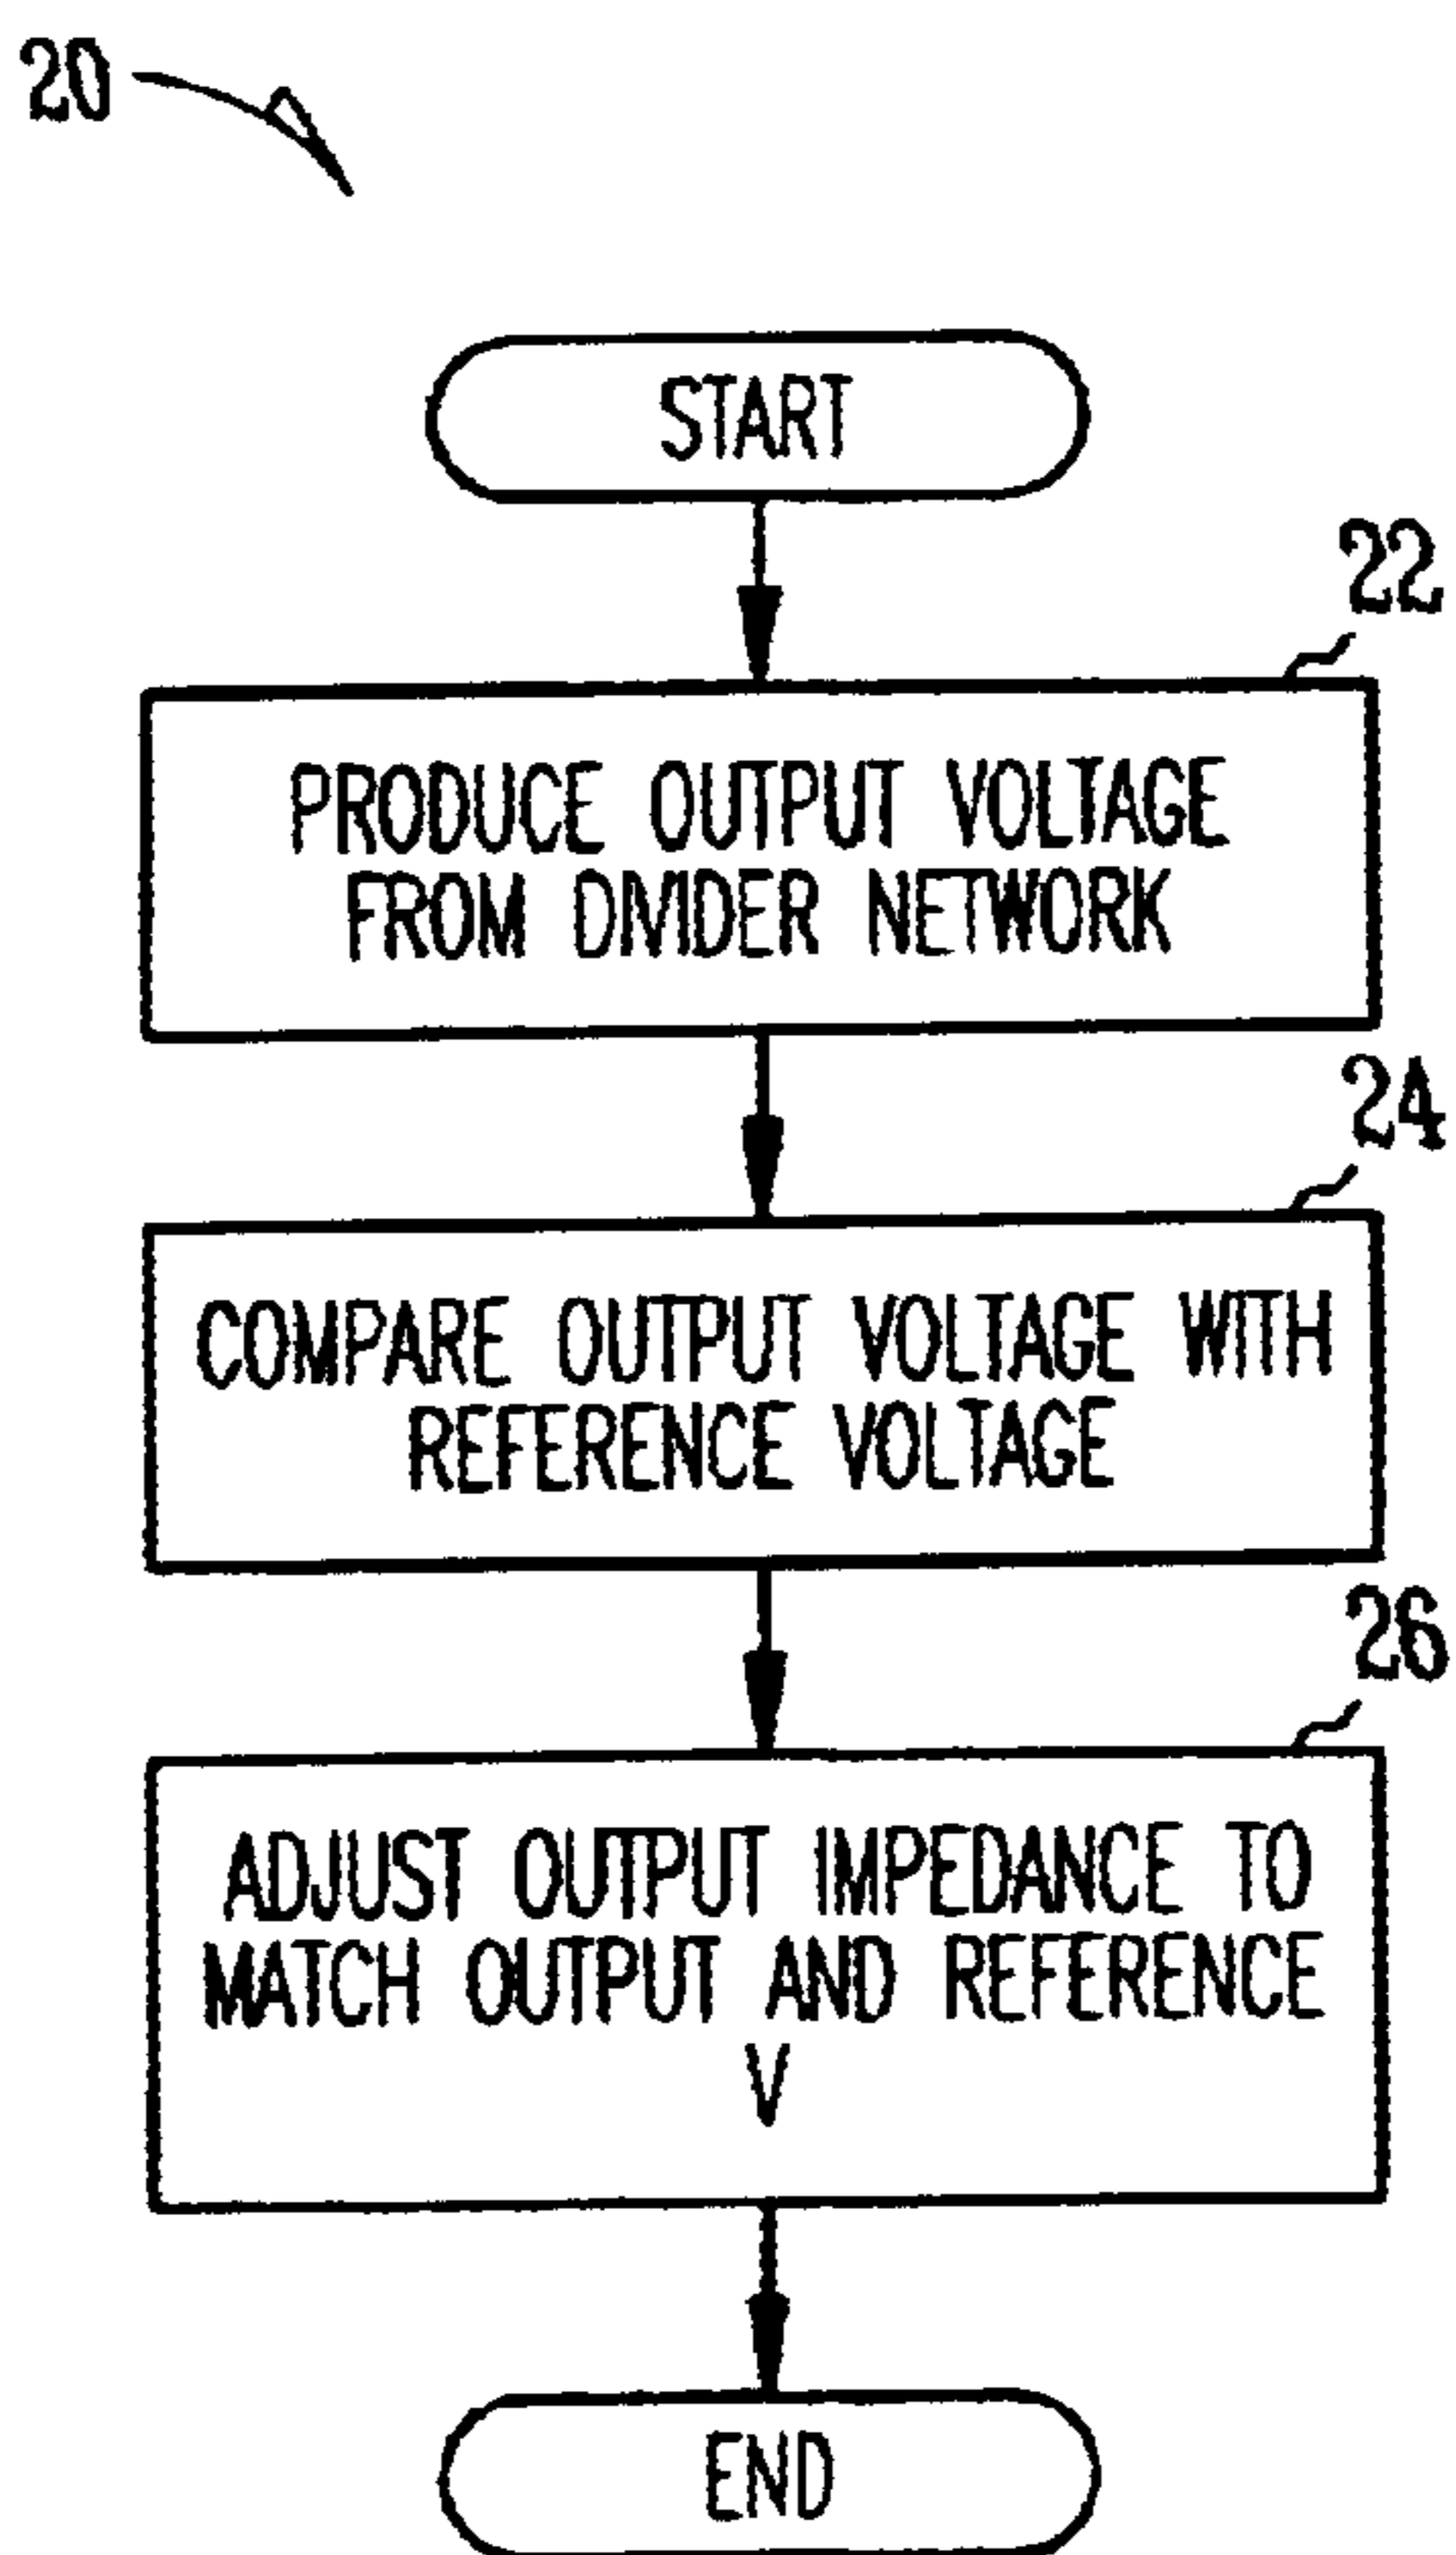 20
START
22
PRODUCE OUTPUT VOLTAGE
FROM DIVIDER NETWORK
24
COMPARE OUTPUT VOLTAGE WITH
REFERENCE VOLTAGE
26
ADJUST OUTPUT IMPEDANCE TO
MATCH OUTPUT AND REFERENCE
V
END